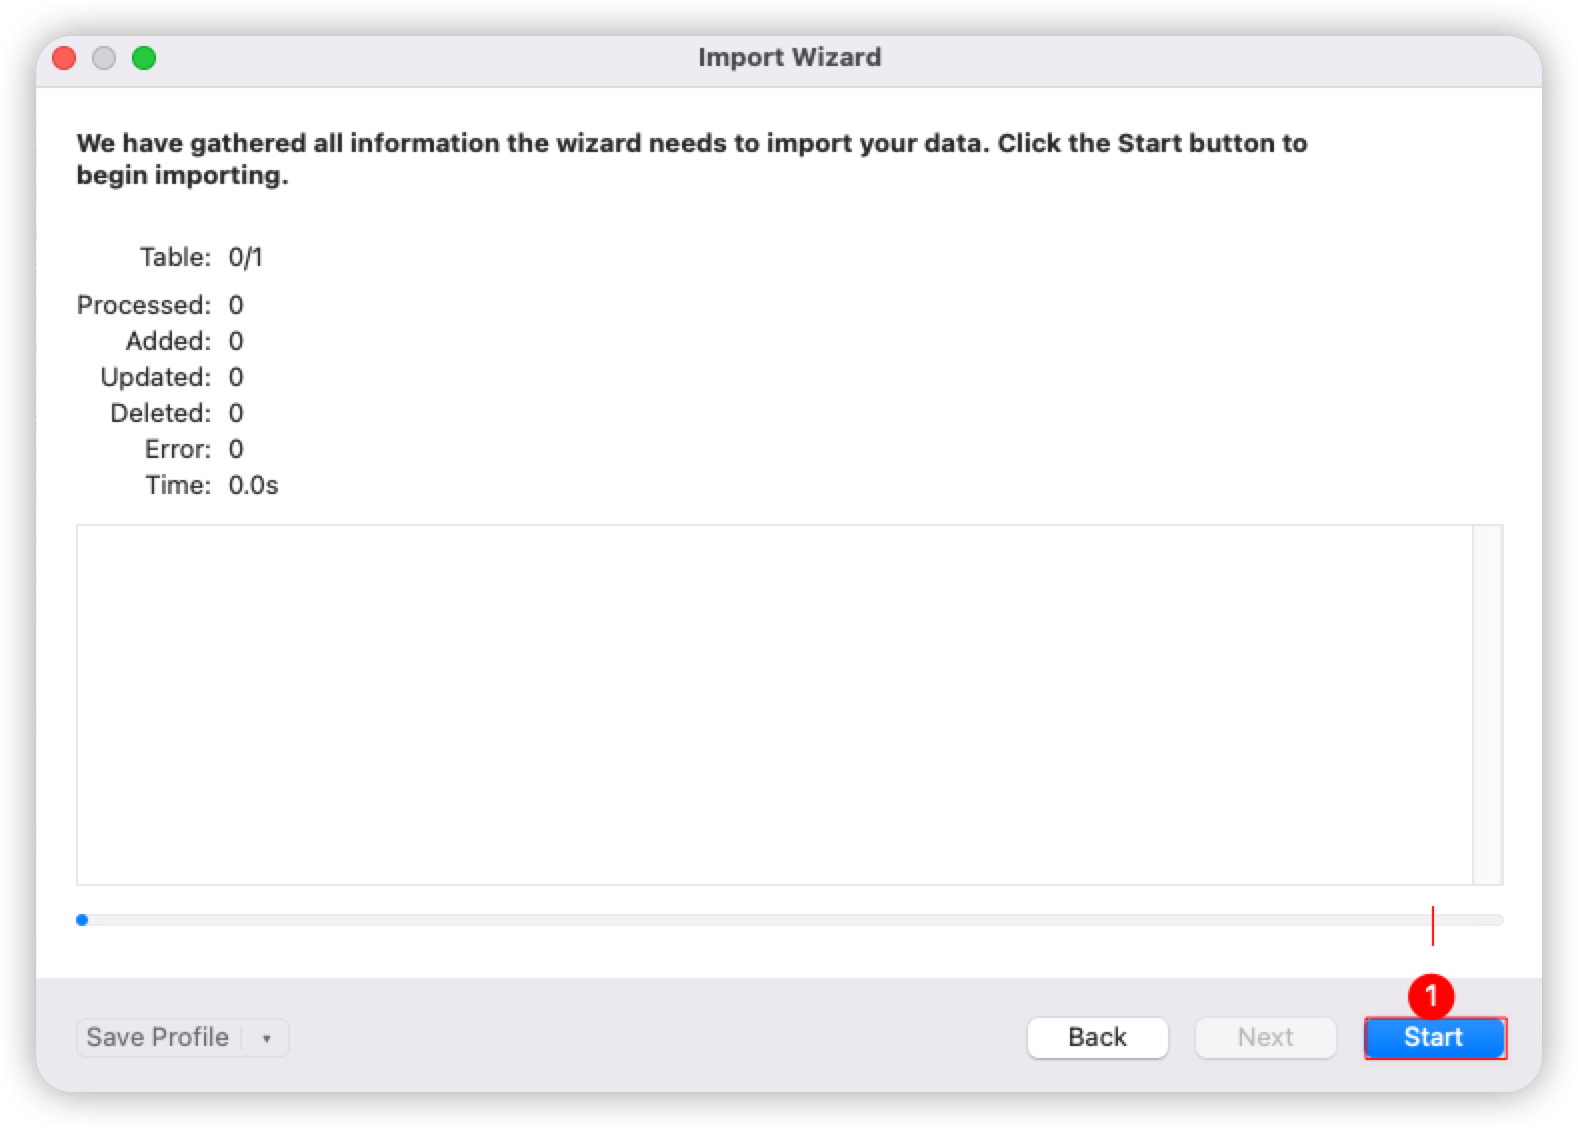 Import Wizard
We have gathered all information the wizard needs to import your data. Click the Start button to
begin importing.
Table: 0/1
Processed: 0
Added: 0
Updated: 0
Deleted: 0
Error: 0
Time: 0.0s
1
Save Profile
Back
Next
Start